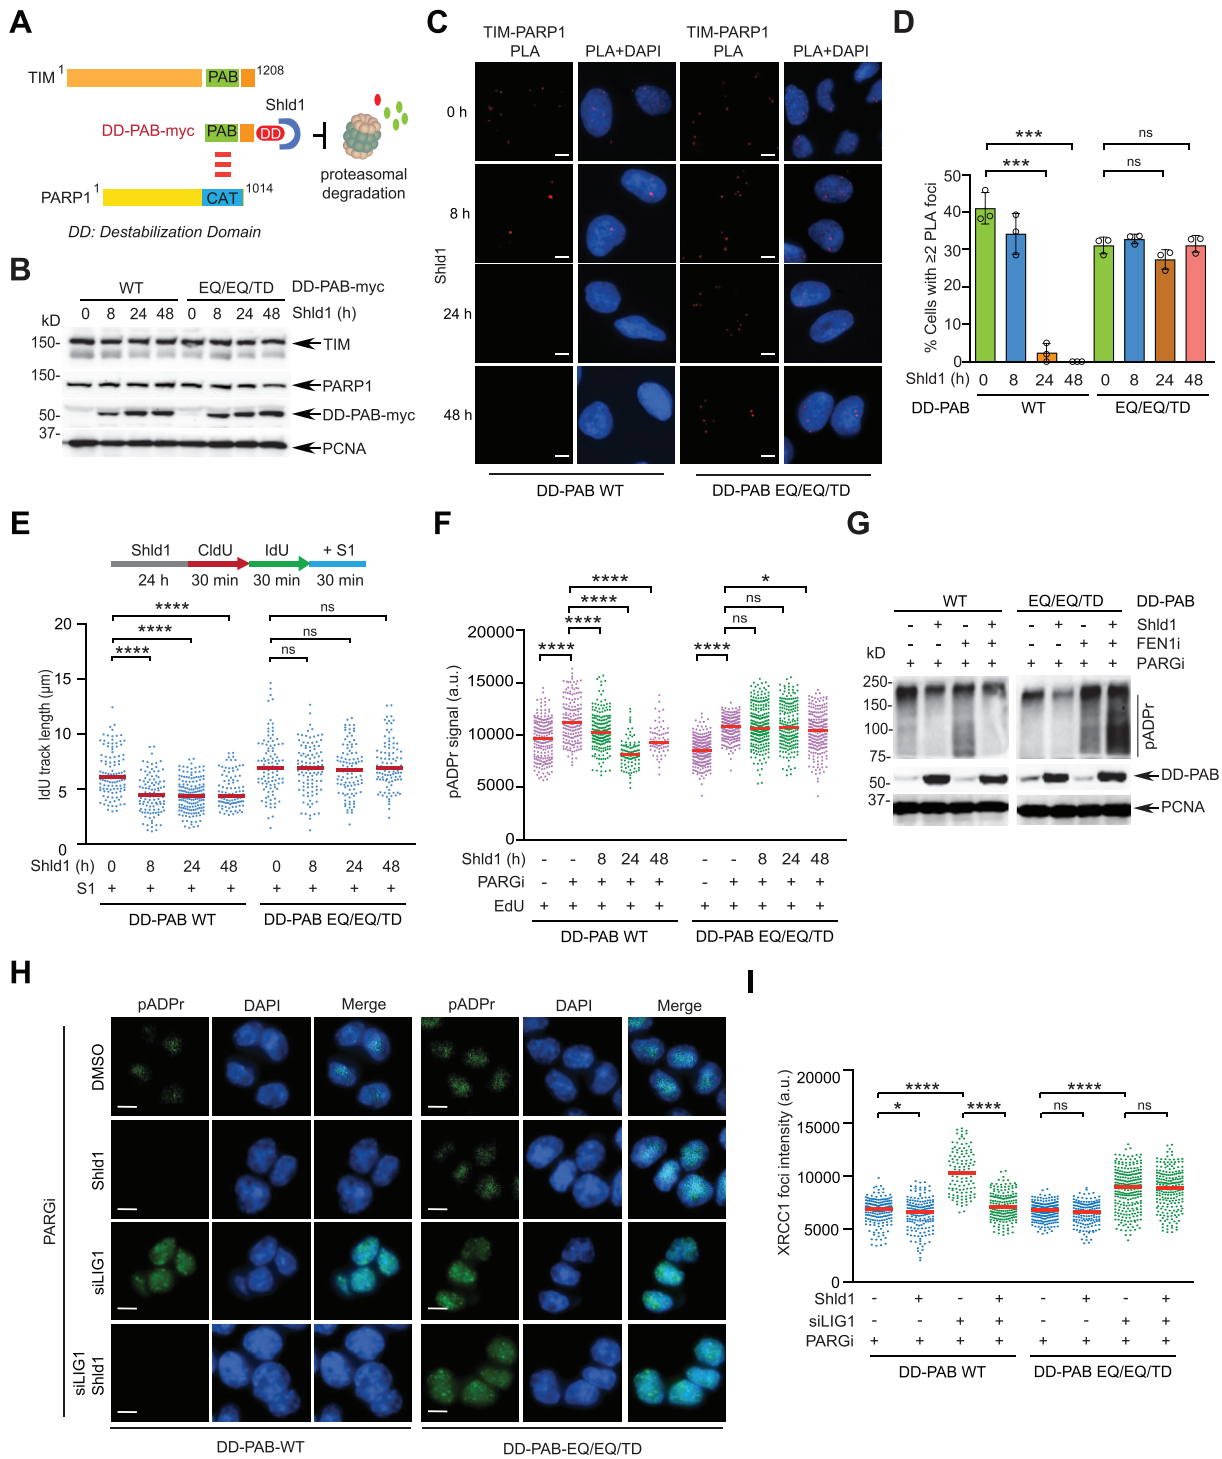 A
TIM 1 PAB 1208
Shld1
DD-PAB-myc PAB DD
PARP1 1 CAT 1014
proteasomal
degradation
DD: Destabilization Domain
B
WT EQ/EQ/TD DD-PAB-myc
kD 0 8 24 48 0 8 24 48 Shld1 (h)
150- TIM
150- PARP1
50- DD-PAB-myc
37-
PCNA
C
TIM-PARP1 TIM-PARP1
PLA PLA+DAPI PLA PLA+DAPI
0 h
8 h
Shld1
24 h
48 h
DD-PAB WT DD-PAB EQ/EQ/TD
D
*** ns
*** ns
% Cells with ≥2 PLA foci
50
40
30
20
10
0
Shld1 (h) 0 8 24 48 0 8 24 48
DD-PAB WT EQ/EQ/TD
E
Shld1 CldU IdU + S1
24 h 30 min 30 min 30 min
**** ns
**** ns
**** ns
IdU track length (μm)
20
15
10
5
0
Shld1 (h) 0 8 24 48 0 8 24 48
S1 + + + + + + + +
DD-PAB WT DD-PAB EQ/EQ/TD
F
**** *
**** ns
**** ns
**** ****
pADPr signal (a.u.)
20000
15000
10000
5000
0
Shld1 (h) - - 8 24 48 - - 8 24 48
PARGi - + + + + - + + + +
EdU + + + + + + + + + +
DD-PAB WT DD-PAB EQ/EQ/TD
G
WT EQ/EQ/TD DD-PAB
- + - + - + - + Shld1
- - + + - - + + FEN1i
kD + + + + + + + + PARGi
250-
150-
100-
75-
pADPr
50- DD-PAB
37-
PCNA
H
pADPr DAPI Merge pADPr DAPI Merge
PARGi
DMSO
Shld1
siLIG1
siLIG1
Shld1
DD-PAB-WT DD-PAB-EQ/EQ/TD
I
**** ****
* **** ns ns
XRCC1 foci intensity (a.u.)
20000
15000
10000
5000
0
Shld1 - + - + - + - +
siLIG1 - - + + - - + +
PARGi + + + + + + + +
DD-PAB WT DD-PAB EQ/EQ/TD